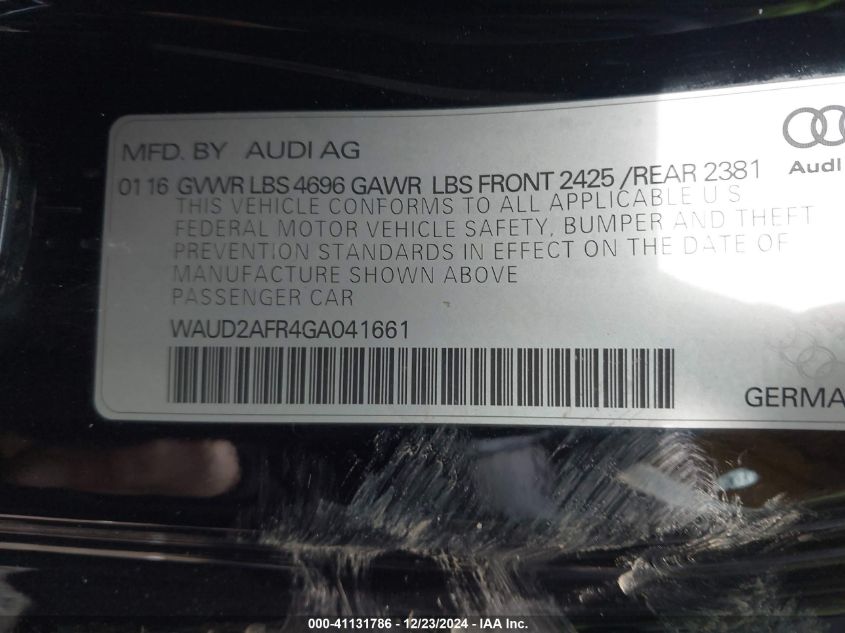 MFD. BY AUDI AG
Audi
01 16 GVWR LBS 4696 GAWR LBS FRONT 2425 /REAR 2381
THIS VEHICLE CONFORMS TO ALL APPLICABLE U S
FEDERAL MOTOR VEHICLE SAFETY, BUMPER AND THEFT
PREVENTION STANDARDS IN EFFECT ON THE DATE OF
MANUFACTURE SHOWN ABOVE
PASSENGER CAR
WAUD2AFR4GA041661
GERMA
000-41131786 - 12/23/2024 - IAA Inc.